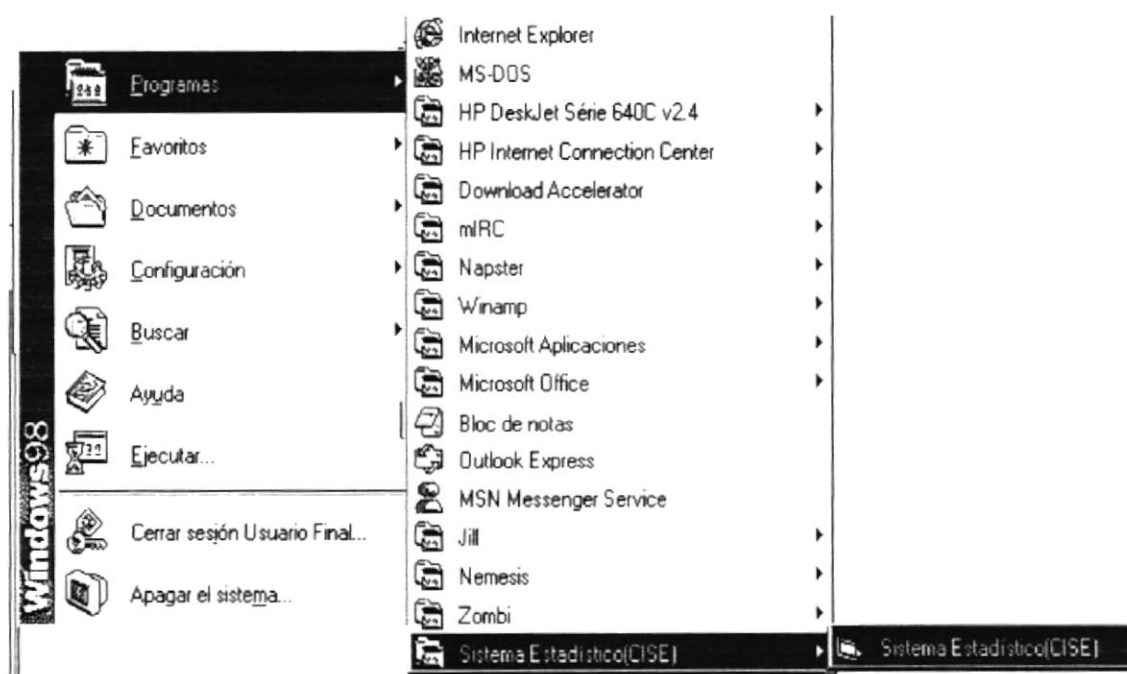 Programas
Favoritos
Documentos
Configuración
Buscar
Ayuda
Ejecutar...
Cerrar sesión Usuario Final...
Apagar el sistema...
Windows98
Internet Explorer
MS-DOS
HP DeskJet Série 640C v2.4
HP Internet Connection Center
Download Accelerator
mIRC
Napster
Winamp
Microsoft Aplicaciones
Microsoft Office
Bloc de notas
Outlook Express
MSN Messenger Service
Jill
Nemesis
Zombi
Sistema Estadístico(CISE)
Sistema Estadístico(CISE)